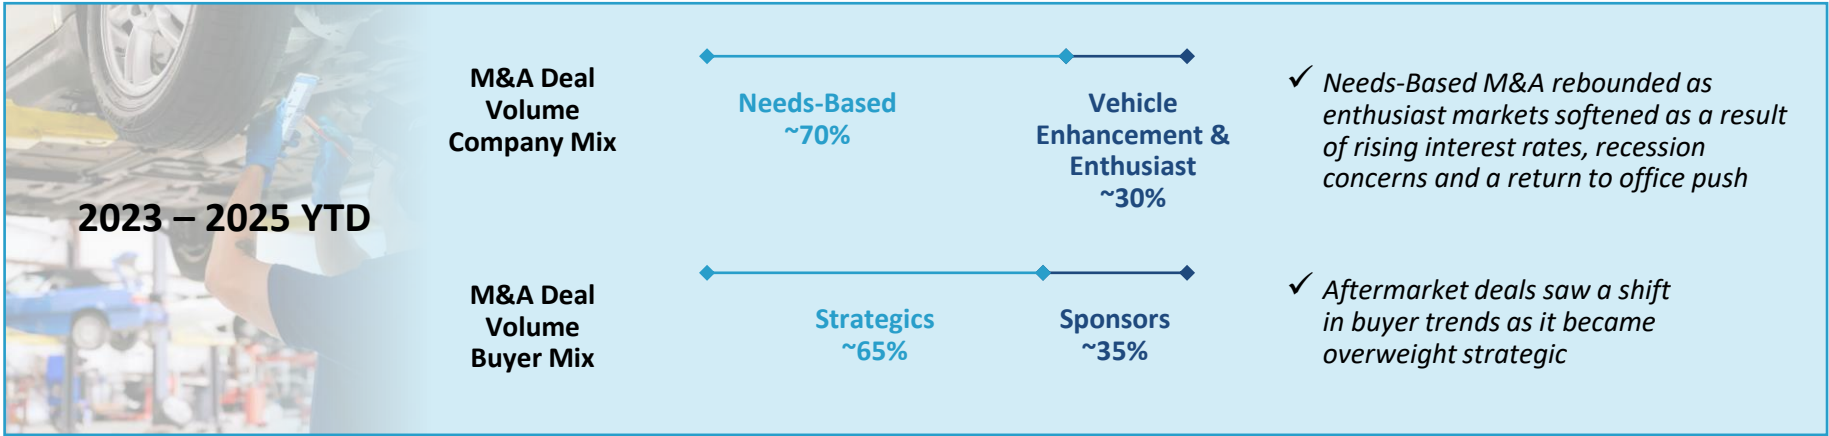 2023 – 2025 YTD
M&A Deal
Volume
Company Mix
Needs-Based
~70%
Vehicle
Enhancement &
Enthusiast
~30%
✓ Needs-Based M&A rebounded as
enthusiast markets softened as a result
of rising interest rates, recession
concerns and a return to office push
M&A Deal
Volume
Buyer Mix
Strategics
~65%
Sponsors
~35%
✓ Aftermarket deals saw a shift
in buyer trends as it became
overweight strategic